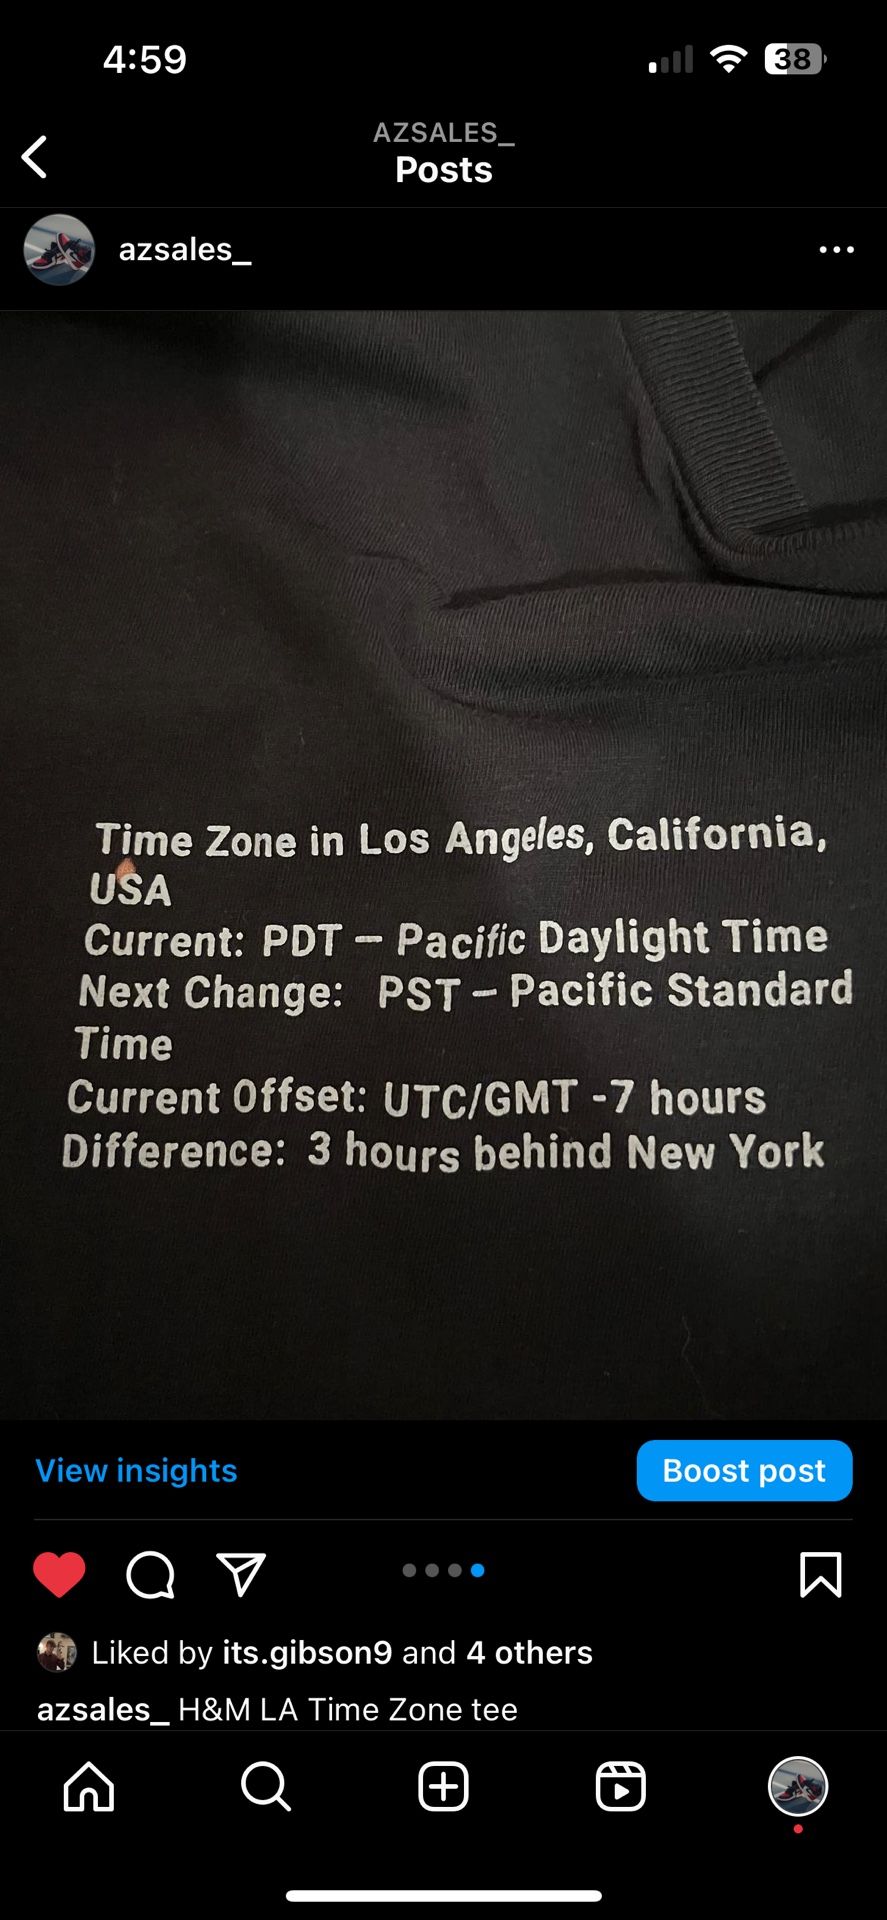 4:59
38
AZSALES_
Posts
azsales_
Time Zone in Los Angeles, California,
USA
Current: PDT – Pacific Daylight Time
Next Change: PST – Pacific Standard
Time
Current Offset: UTC/GMT -7 hours
Difference: 3 hours behind New York
View insights
Boost post
Liked by its.gibson9 and 4 others
azsales_ H&M LA Time Zone tee